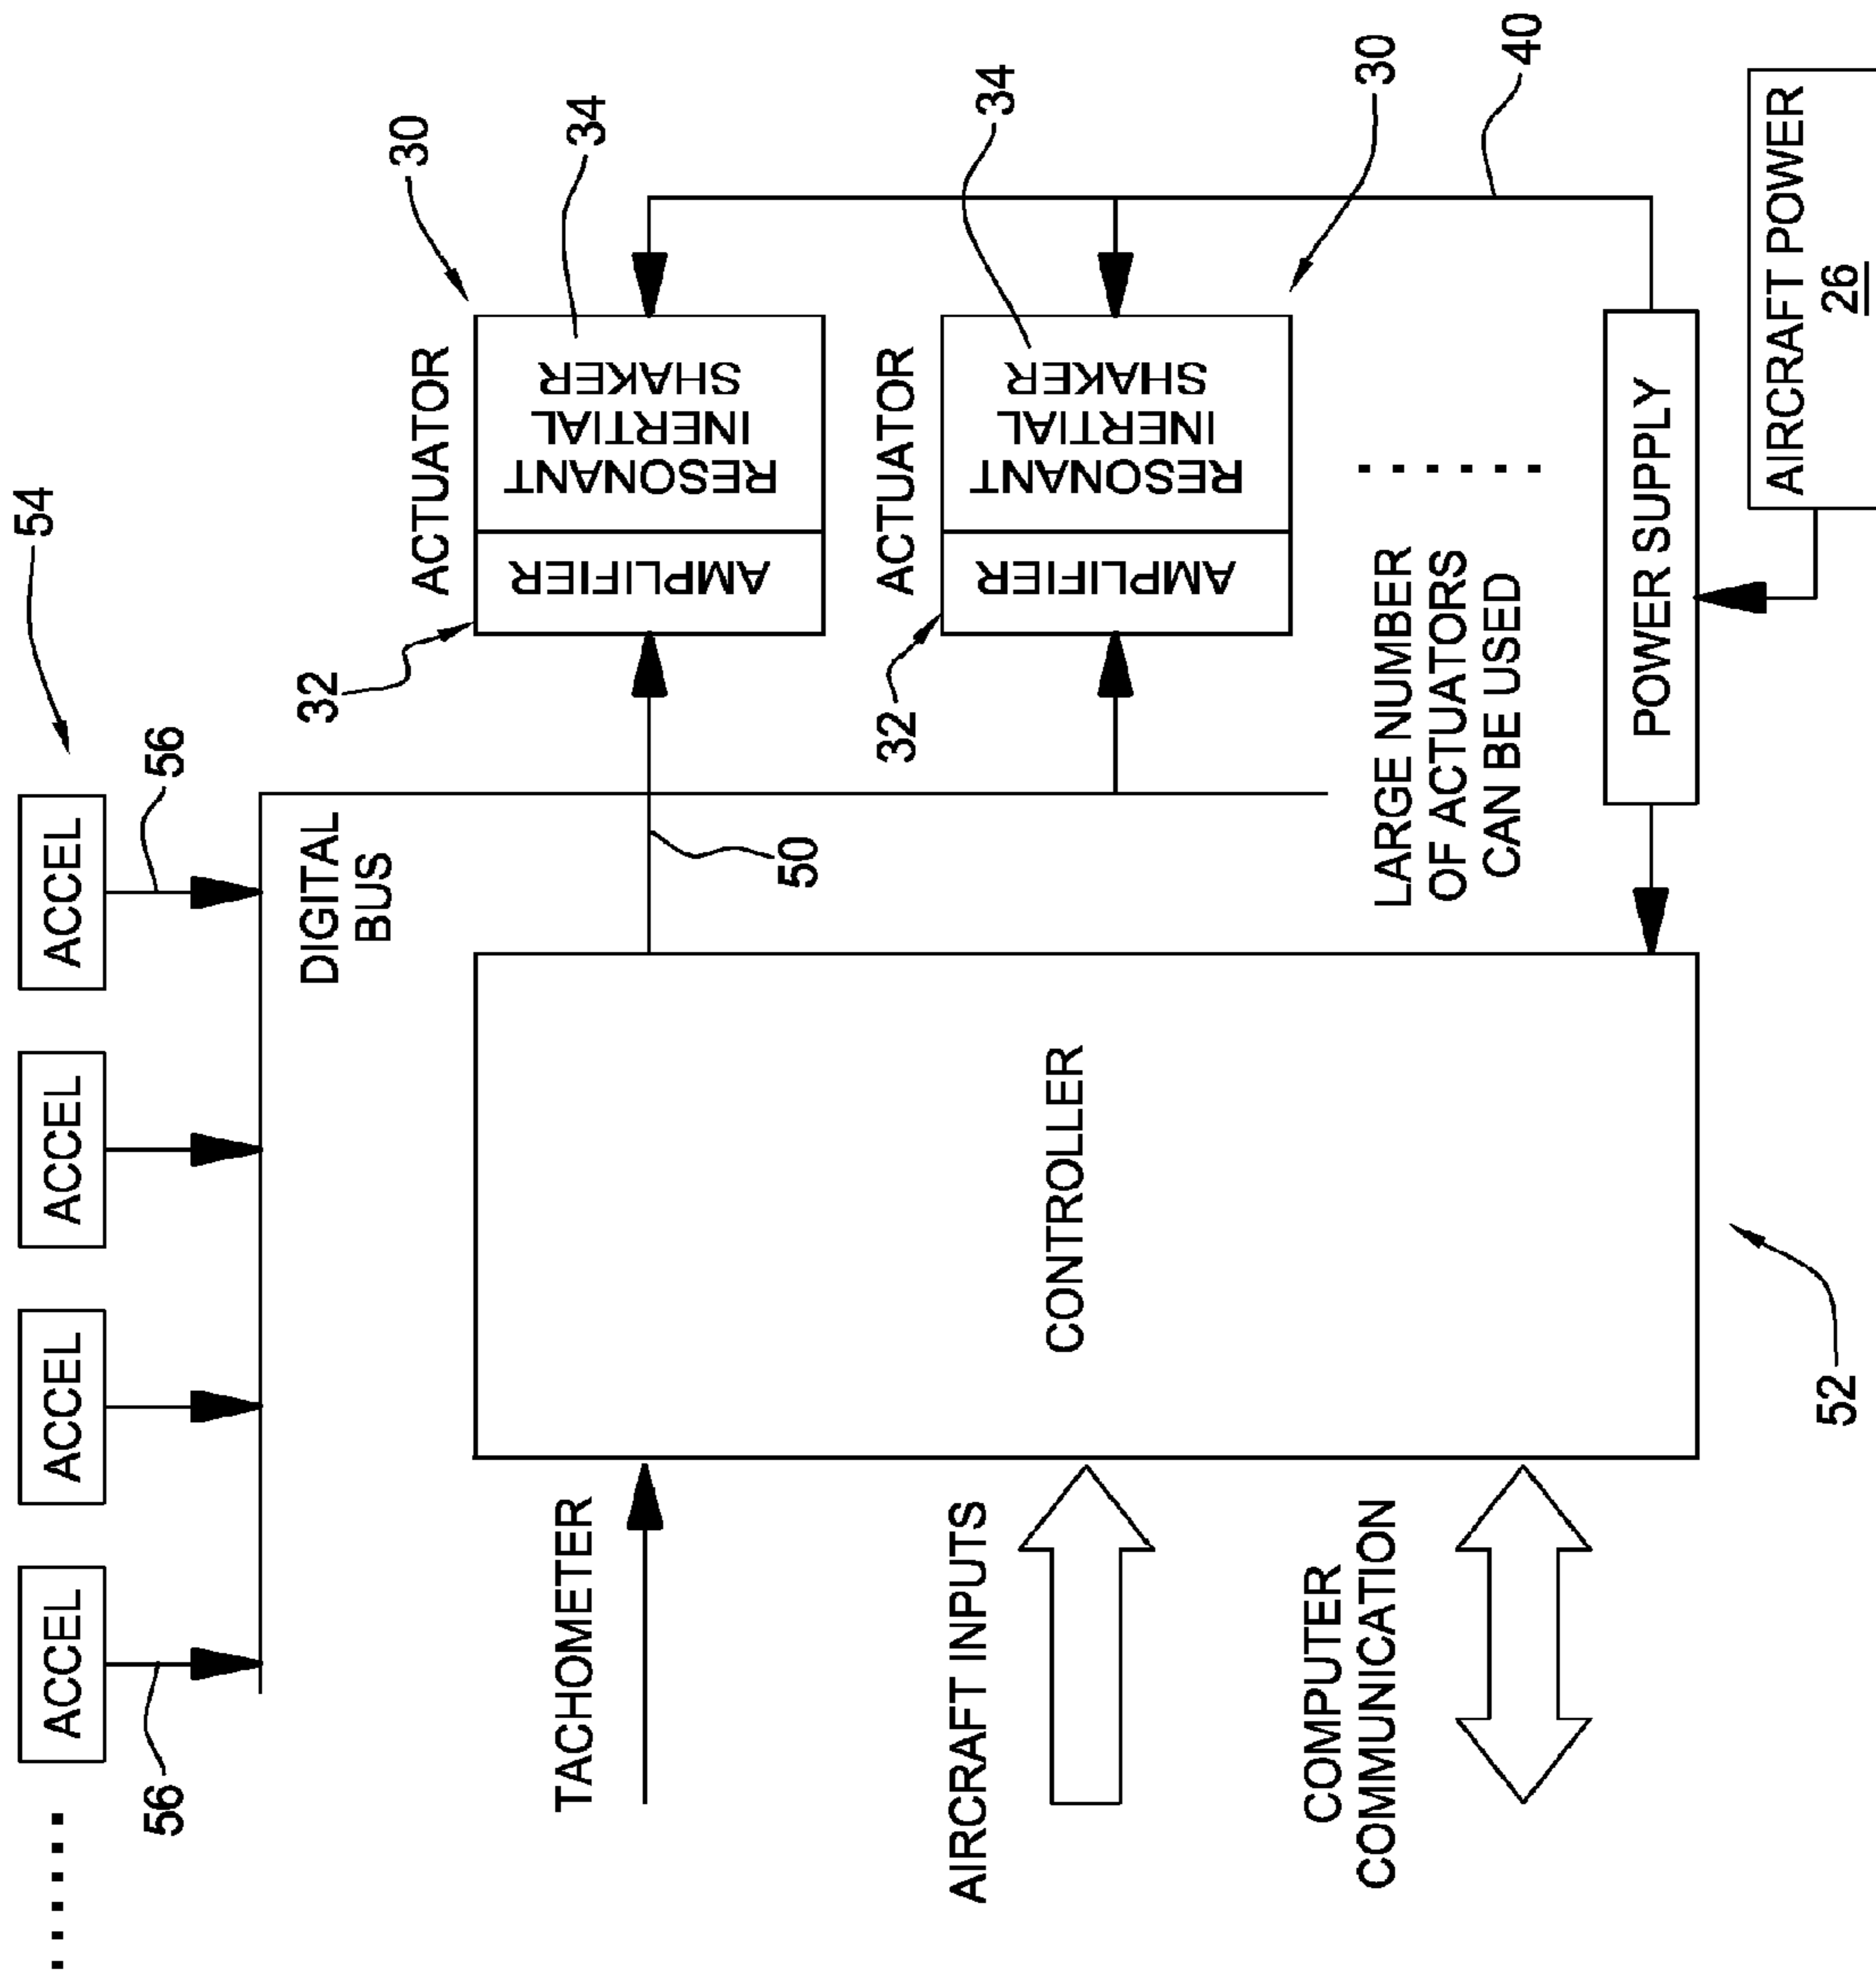 ACCEL
ACCEL
ACCEL
ACCEL
54
56
56
DIGITAL
BUS
32
30
ACTUATOR
AMPLIFIER
RESONANT
INERTIAL
SHAKER
34
TACHOMETER
50
32
ACTUATOR
AMPLIFIER
RESONANT
INERTIAL
SHAKER
34
AIRCRAFT INPUTS
CONTROLLER
30
COMPUTER
COMMUNICATION
LARGE NUMBER
OF ACTUATORS
CAN BE USED
40
POWER SUPPLY
AIRCRAFT POWER
26
52